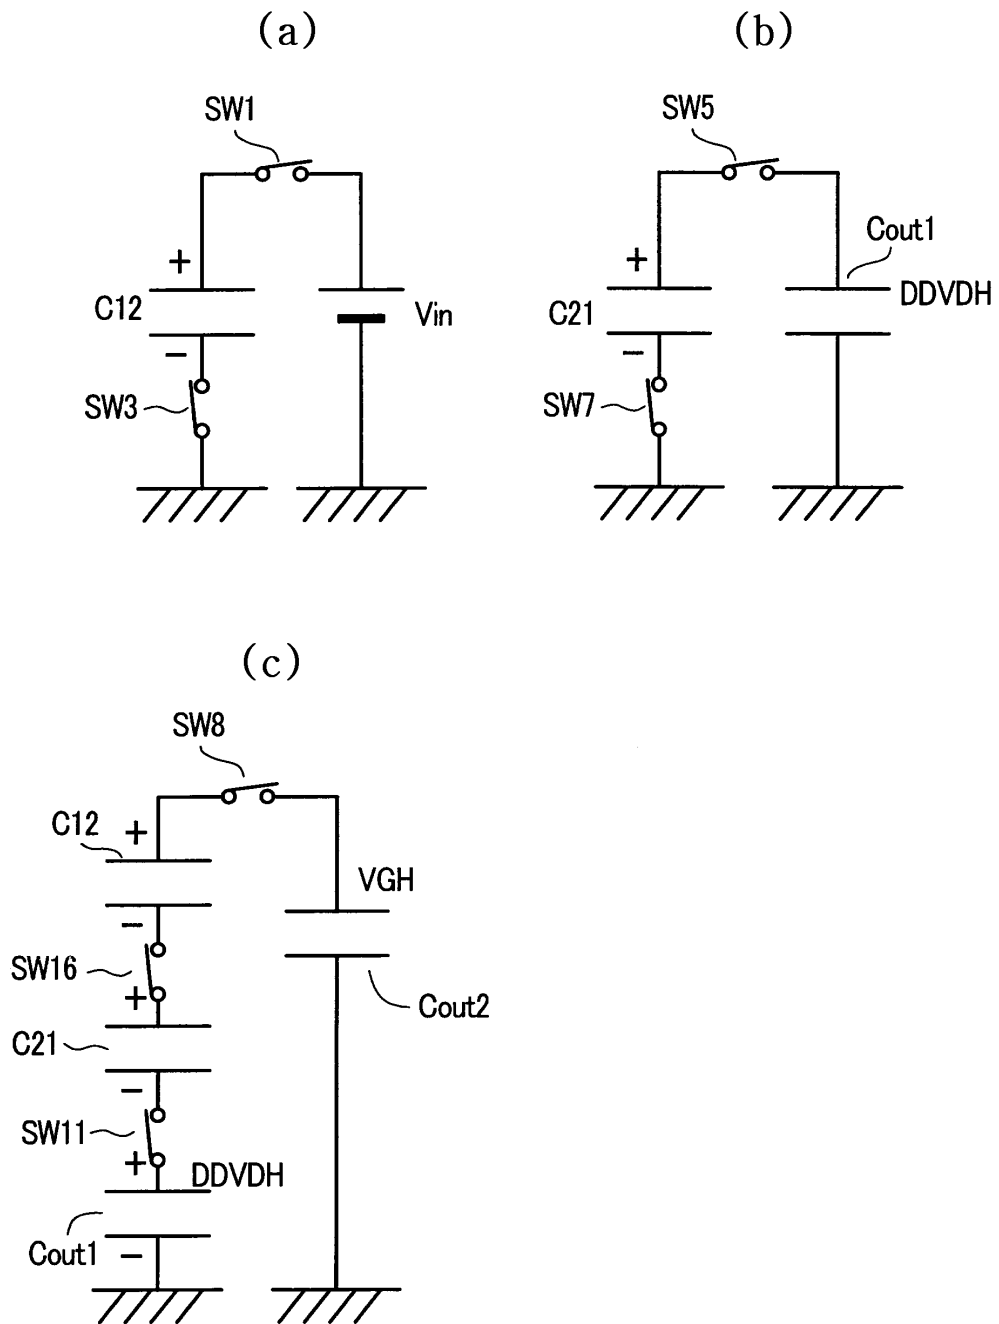 (a)
SW1
+
C12
Vin
−
SW3
(b)
SW5
Cout1
+
DDVDH
C21
−
SW7
(c)
SW8
C12
+
VGH
−
SW16
+
Cout2
C21
−
SW11
+
DDVDH
Cout1
−